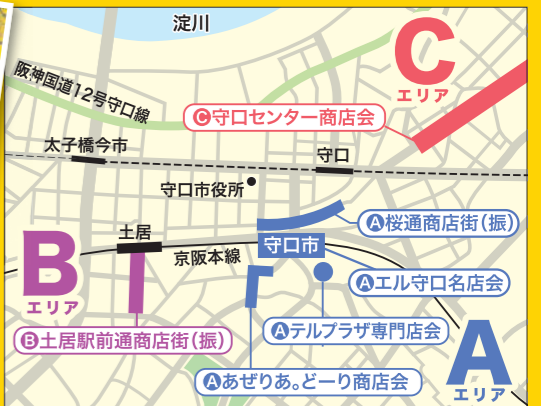 淀川
C
エリア
阪神国道12号守口線
C守口センター商店会
太子橋今市
守口
守口市役所
A桜通商店街(振)
土居
守口市
京阪本線
B
エリア
Aエル守口名店会
Aテルプラザ専門店会
B土居駅前通商店街(振)
A
エリア
Aあぜりあ。どーり商店会